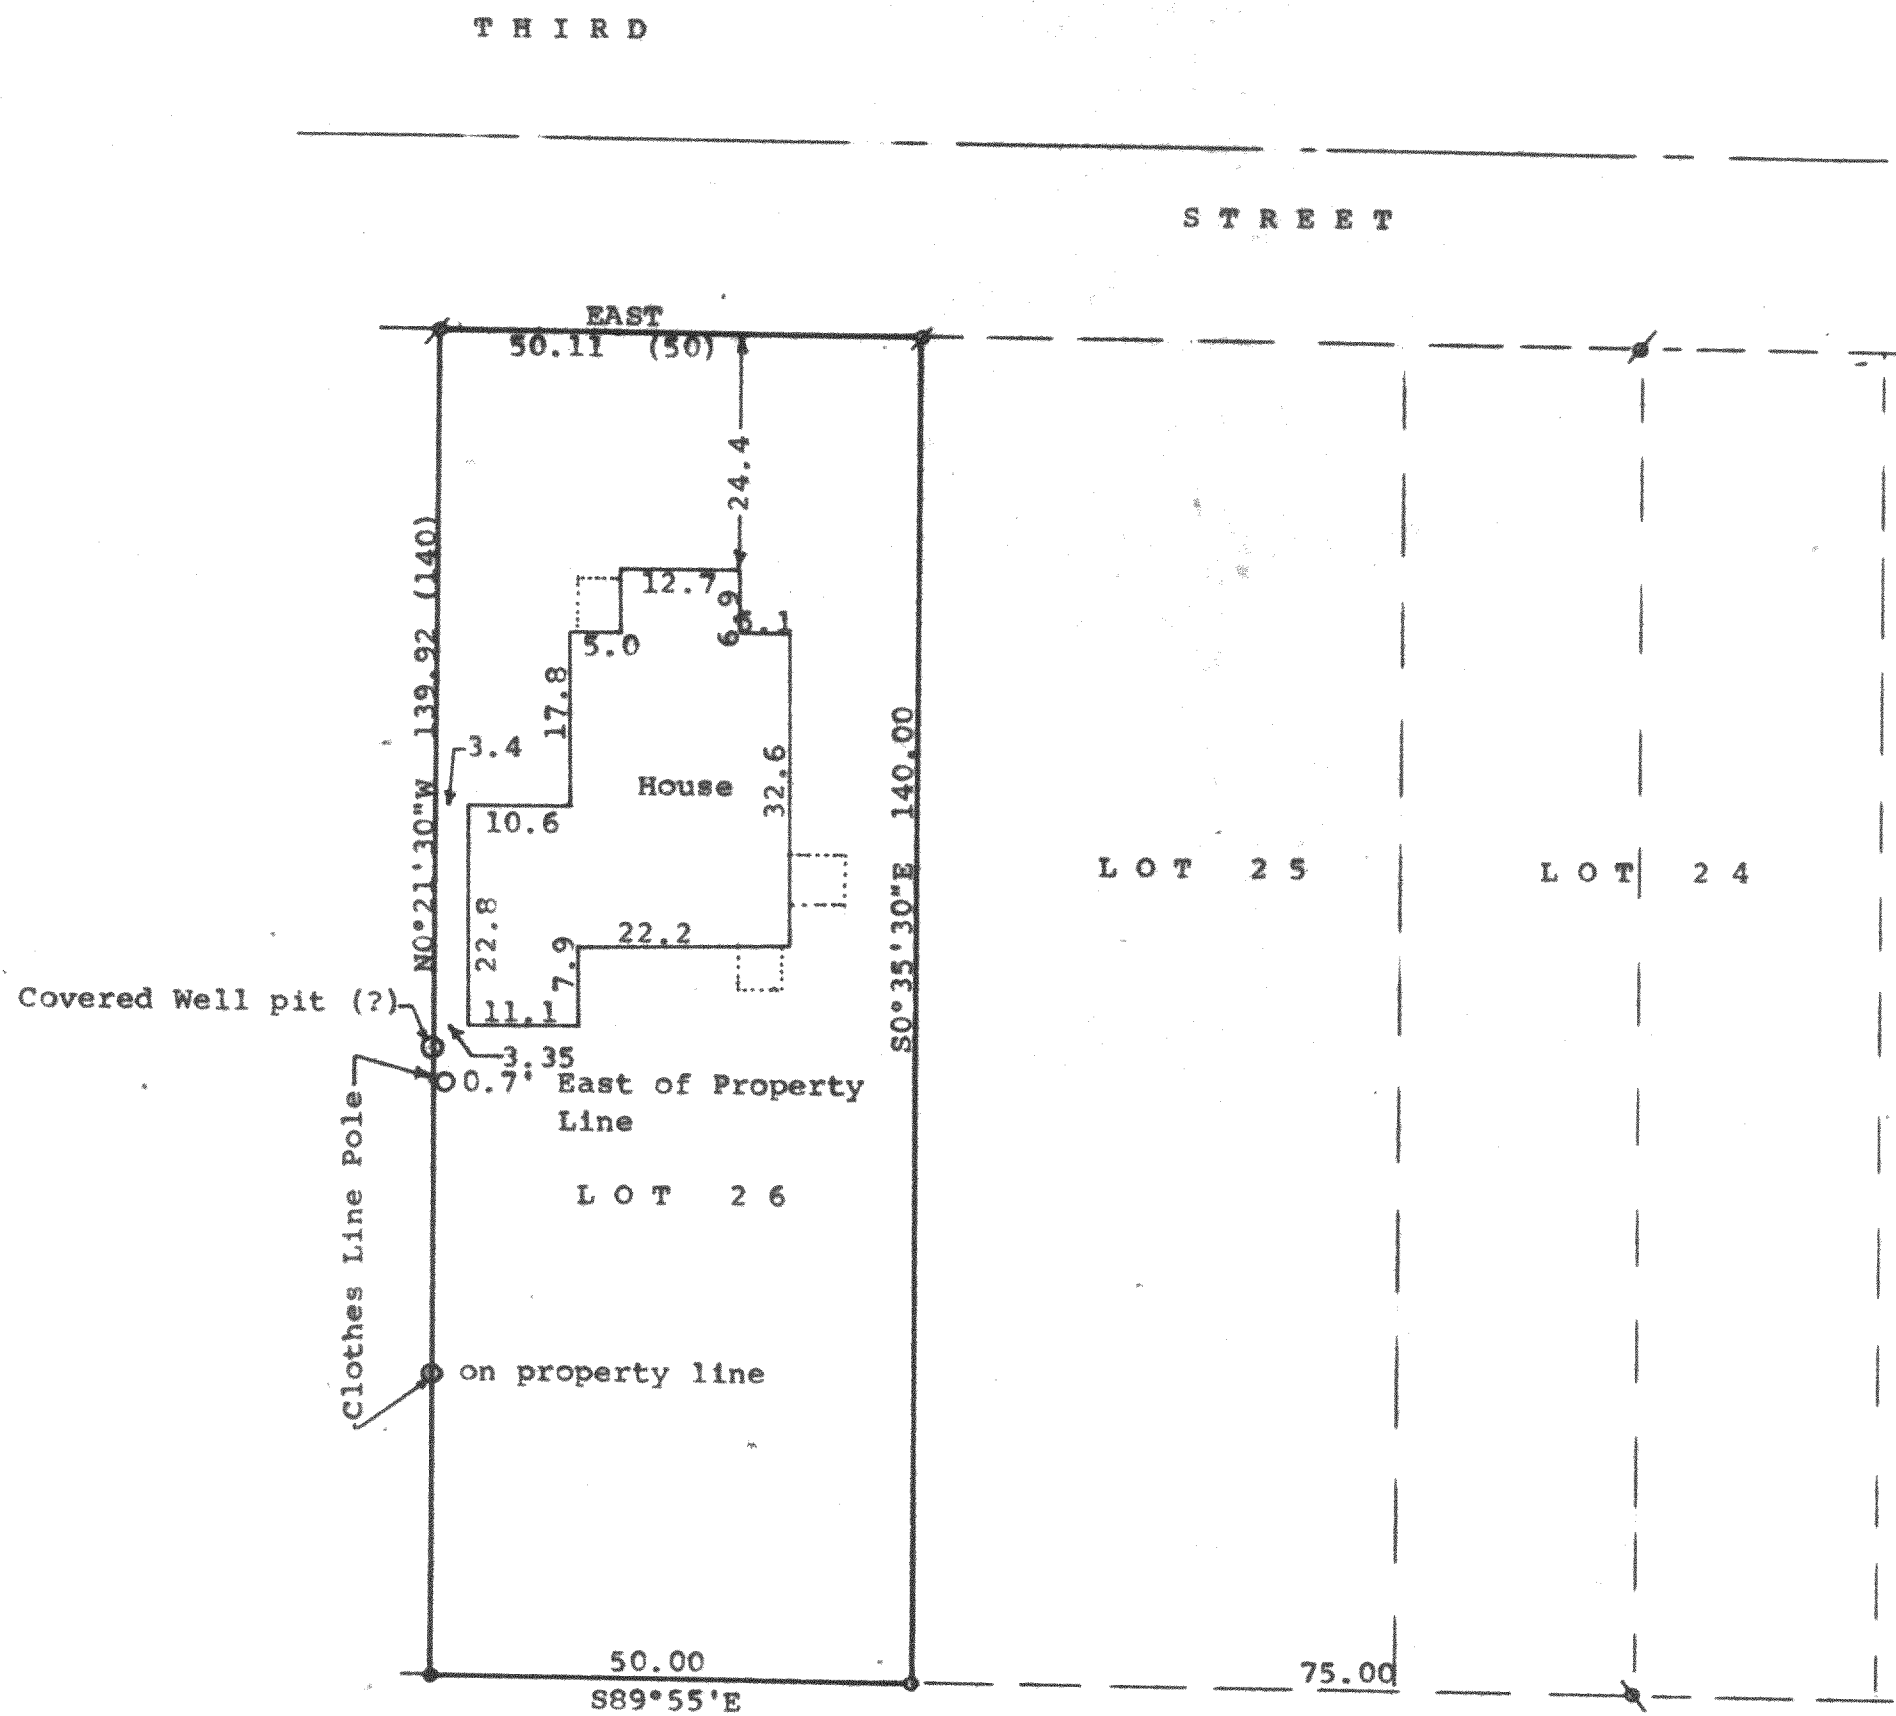 THIRD
STREET
EAST
50.11 (50)
24.4
12.7
6.9
5.1
5.0
17.8
N0°21'30"W 139.92 (140)
3.4
House
32.6
S0°35'30"E 140.00
10.6
LOT 25
LOT 24
22.8
22.2
7.9
Covered Well pit (?)
11.1
3.35
0.7' East of Property
Line
Clothes Line Pole
LOT 26
on property line
50.00
S89°55'E
75.00